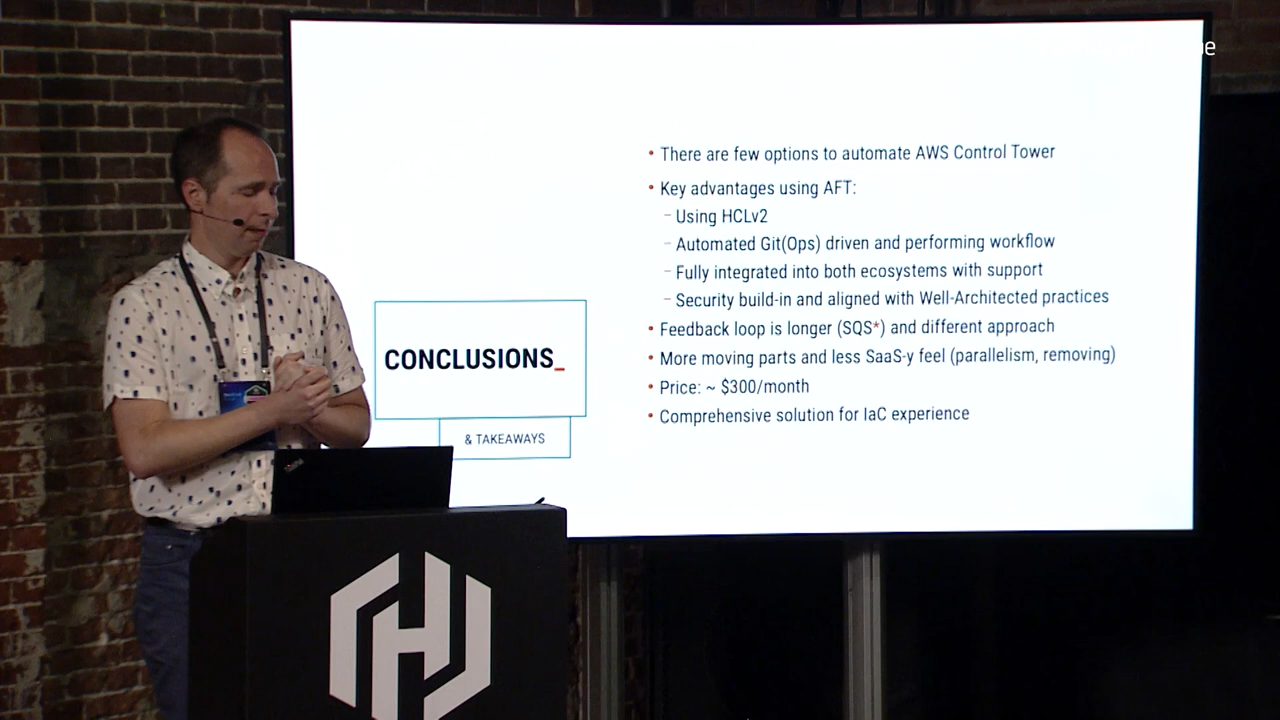 • There are few options to automate AWS Control Tower
• Key advantages using AFT:
– Using HCLv2
– Automated Git(Ops) driven and performing workflow
– Fully integrated into both ecosystems with support
– Security build-in and aligned with Well-Architected practices
• Feedback loop is longer (SQS*) and different approach
• More moving parts and less SaaS-y feel (parallelism, removing)
• Price: ~ $300/month
• Comprehensive solution for IaC experience
CONCLUSIONS_
& TAKEAWAYS